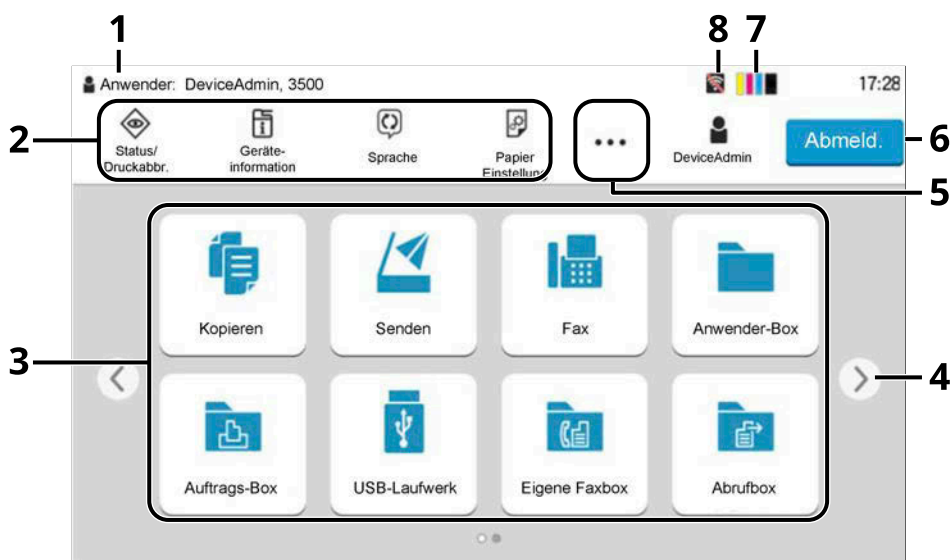 1
8
7
Anwender: DeviceAdmin, 3500
17:28
2
Status/
Druckabbr.
Geräte-
information
Sprache
Papier
Einstellung
...
DeviceAdmin
Abmeld.
6
5
3
Kopieren
Senden
Fax
Anwender-Box
4
Auftrags-Box
USB-Laufwerk
Eigene Faxbox
Abrufbox